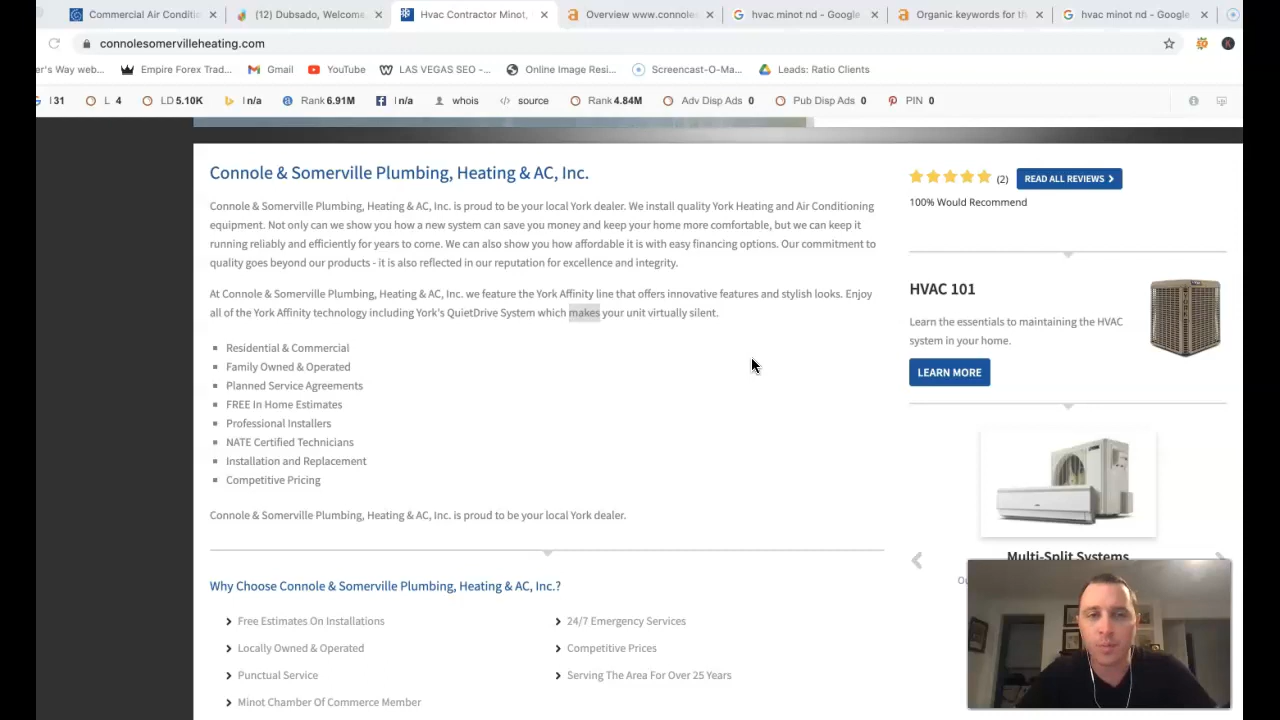 Commercial Air Conditi
(12) Dubsado, Welcome
Hvac Contractor Minot,
Overview www.connoles
hvac minot nd - Google
Organic keywords for th
hvac minot nd - Google
connolesomervilleheating.com
er's Way web...
Empire Forex Trad...
Gmail
YouTube
LAS VEGAS SEO -...
Online Image Resi...
Screencast-O-Ma...
Leads: Ratio Clients
I 31
L 4
LD 5.10K
I n/a
Rank 6.91M
I n/a
whois
source
Rank 4.84M
Adv Disp Ads 0
Pub Disp Ads 0
PIN 0
Connole & Somerville Plumbing, Heating & AC, Inc.
Connole & Somerville Plumbing, Heating & AC, Inc. is proud to be your local York dealer. We install quality York Heating and Air Conditioning
equipment. Not only can we show you how a new system can save you money and keep your home more comfortable, but we can keep it
running reliably and efficiently for years to come. We can also show you how affordable it is with easy financing options. Our commitment to
quality goes beyond our products - it is also reflected in our reputation for excellence and integrity.
At Connole & Somerville Plumbing, Heating & AC, Inc. we feature the York Affinity line that offers innovative features and stylish looks. Enjoy
all of the York Affinity technology including York's QuietDrive System which makes your unit virtually silent.
Residential & Commercial
Family Owned & Operated
Planned Service Agreements
FREE In Home Estimates
Professional Installers
NATE Certified Technicians
Installation and Replacement
Competitive Pricing
Connole & Somerville Plumbing, Heating & AC, Inc. is proud to be your local York dealer.
Why Choose Connole & Somerville Plumbing, Heating & AC, Inc.?
Free Estimates On Installations
24/7 Emergency Services
Locally Owned & Operated
Competitive Prices
Punctual Service
Serving The Area For Over 25 Years
Minot Chamber Of Commerce Member
(2)
READ ALL REVIEWS
100% Would Recommend
HVAC 101
Learn the essentials to maintaining the HVAC
system in your home.
LEARN MORE
Multi-Split Systems